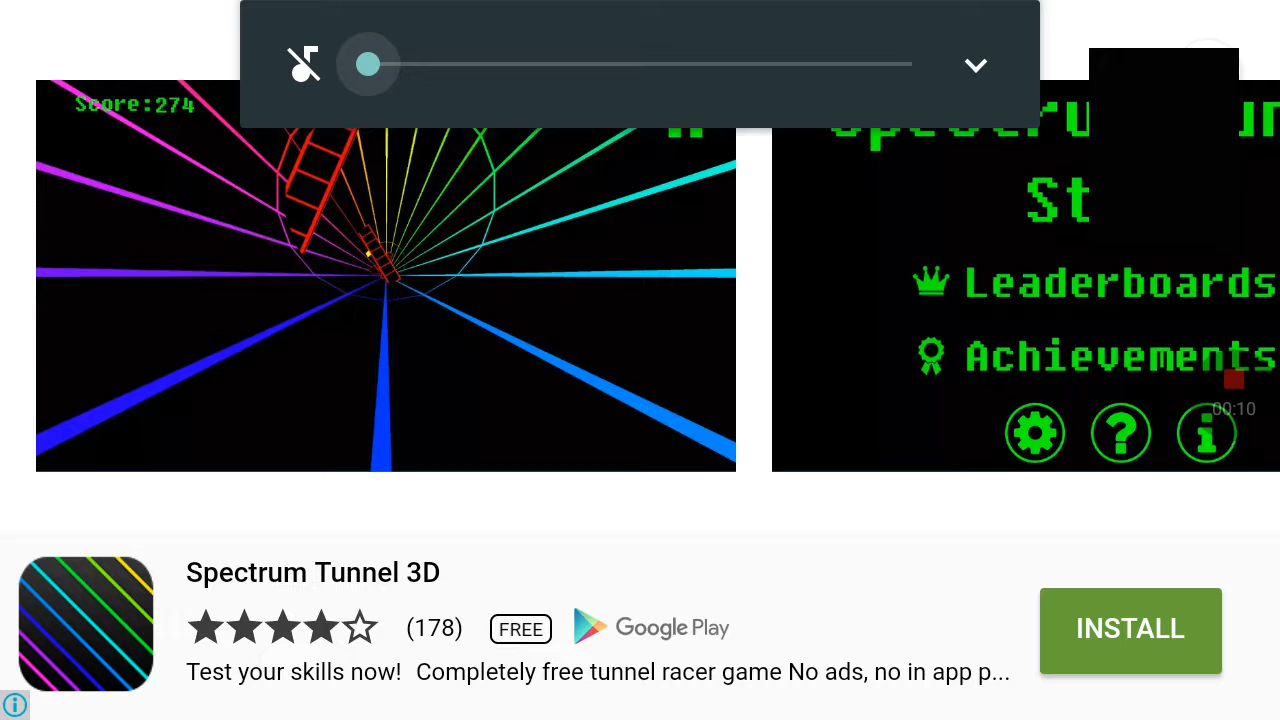 Score:274
St
Leaderboards
Achievements
00:10
Spectrum Tunnel 3D
(178) FREE Google Play
Test your skills now! Completely free tunnel racer game No ads, no in app p...
INSTALL